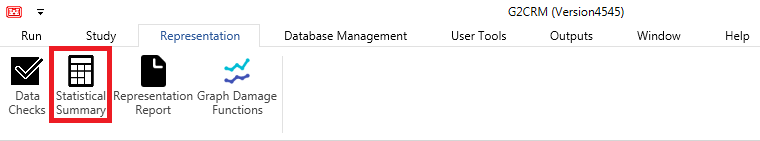 G2CRM (Version4545)
Run Study Representation Database Management User Tools Outputs Window Help
Data Checks
Statistical Summary
Representation Report
Graph Damage Functions